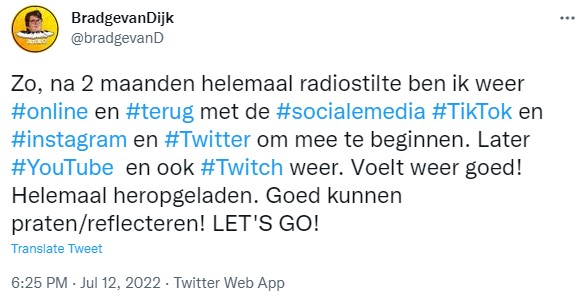 BradgevanDijk
@bradgevanD
Zo, na 2 maanden helemaal radiostilte ben ik weer
#online en #terug met de #socialemedia #TikTok en
#instagram en #Twitter om mee te beginnen. Later
#YouTube  en ook #Twitch weer. Voelt weer goed!
Helemaal heropgeladen. Goed kunnen
praten/reflecteren! LET'S GO!
Translate Tweet
6:25 PM · Jul 12, 2022 · Twitter Web App